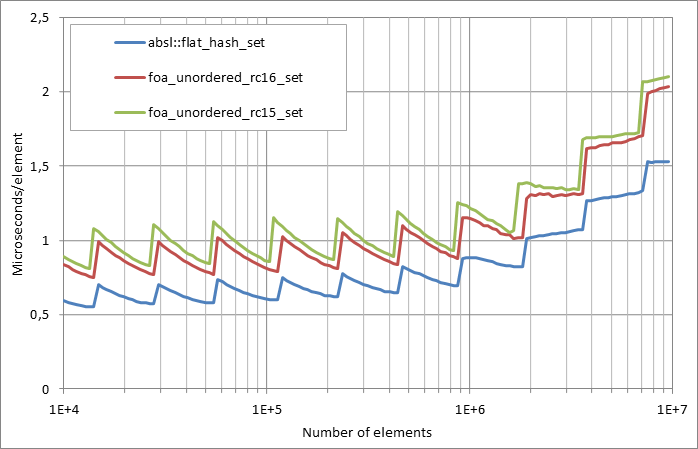 2,5
absl::flat_hash_set
foa_unordered_rc16_set
foa_unordered_rc15_set
2
1,5
1
0,5
0
Microseconds/element
1E+4
1E+5
1E+6
1E+7
Number of elements